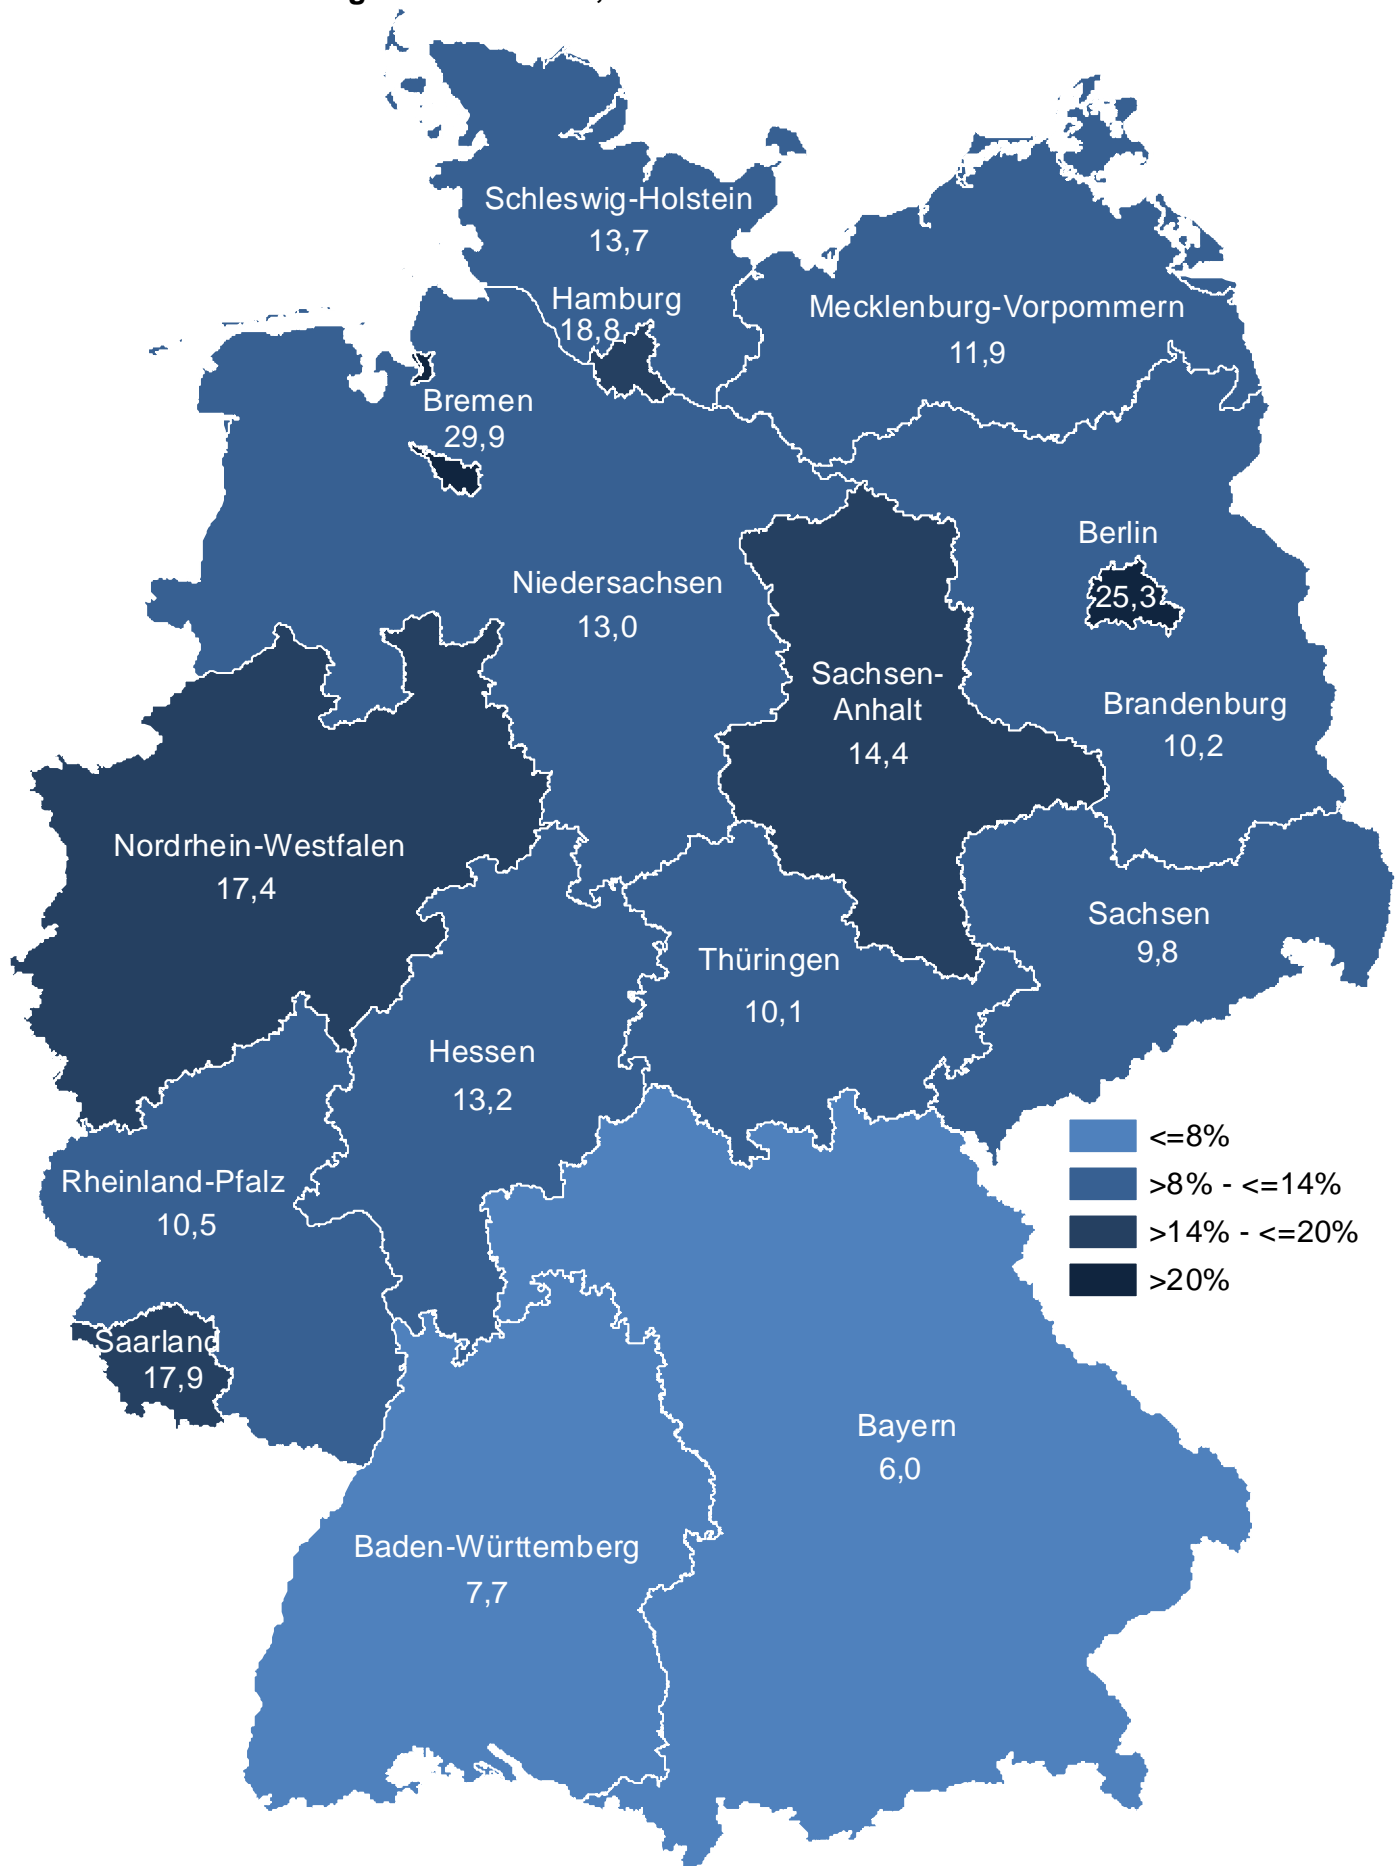 Schleswig-Holstein
13,7
Hamburg
18,8
Mecklenburg-Vorpommern
11,9
Bremen
29,9
Berlin
25,3
Niedersachsen
13,0
Sachsen-
Anhalt
14,4
Brandenburg
10,2
Nordrhein-Westfalen
17,4
Sachsen
9,8
Thüringen
10,1
Hessen
13,2
<=8%
>8% - <=14%
>14% - <=20%
>20%
Rheinland-Pfalz
10,5
Saarland
17,9
Bayern
6,0
Baden-Württemberg
7,7